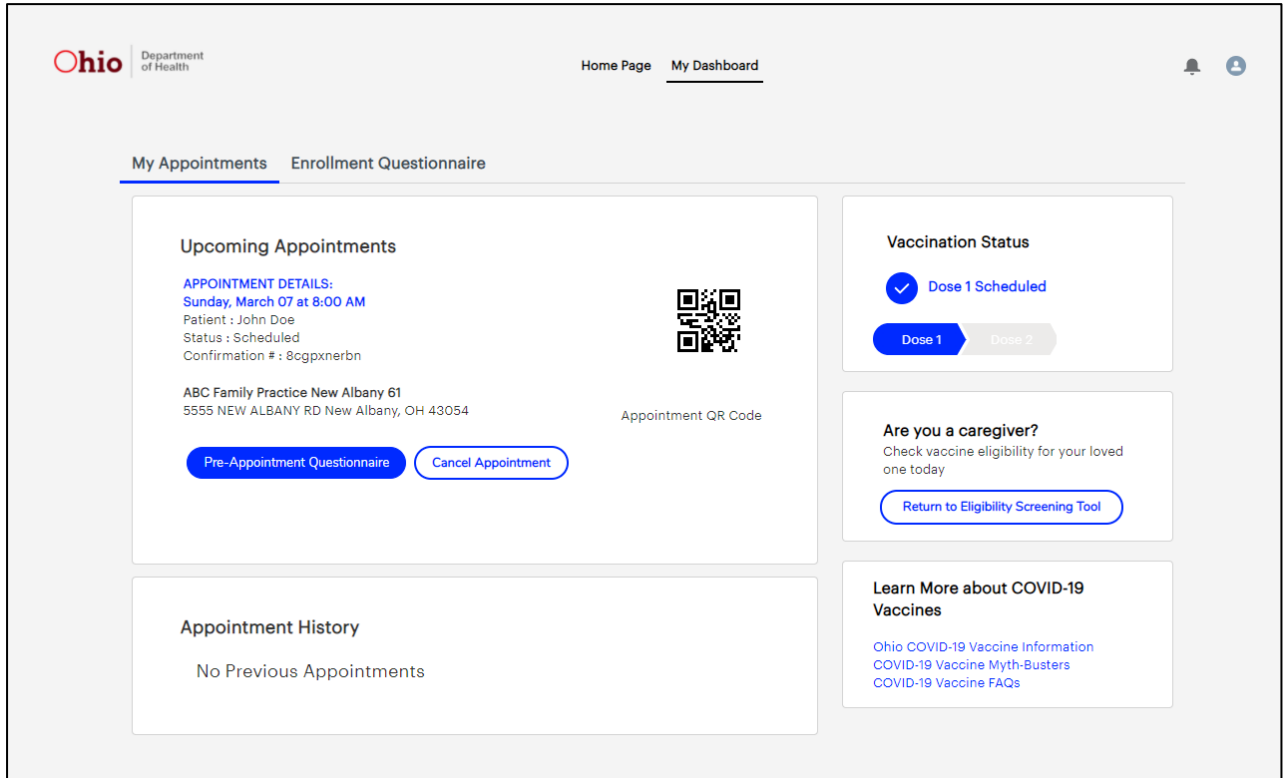 Ohio
Department
of Health
Home Page
My Dashboard
My Appointments
Enrollment Questionnaire
Upcoming Appointments
APPOINTMENT DETAILS:
Sunday, March 07 at 8:00 AM
Patient : John Doe
Status : Scheduled
Confirmation # : 8cgpxnerbn
ABC Family Practice New Albany 61
5555 NEW ALBANY RD New Albany, OH 43054
Appointment QR Code
Pre-Appointment Questionnaire
Cancel Appointment
Appointment History
No Previous Appointments
Vaccination Status
Dose 1 Scheduled
Dose 1
Dose 2
Are you a caregiver?
Check vaccine eligibility for your loved
one today
Return to Eligibility Screening Tool
Learn More about COVID-19
Vaccines
Ohio COVID-19 Vaccine Information
COVID-19 Vaccine Myth-Busters
COVID-19 Vaccine FAQs